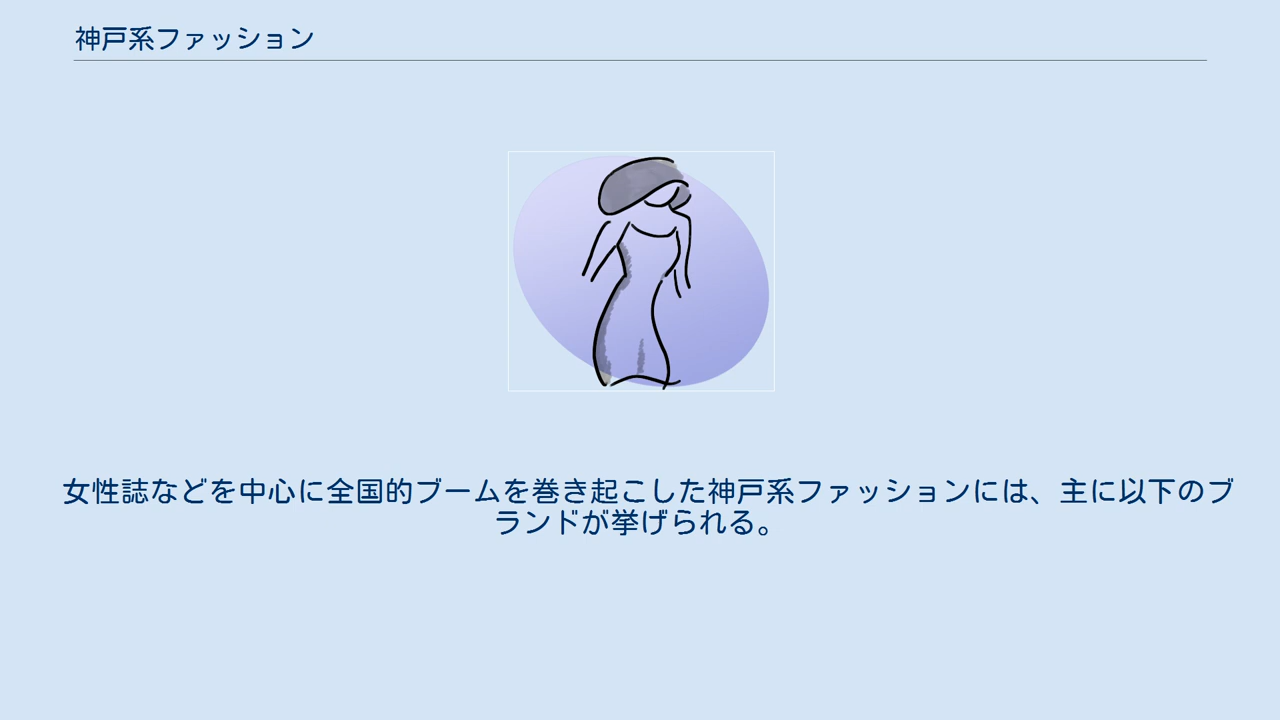 神戸系ファッション
女性誌などを中心に全国的ブームを巻き起こした神戸系ファッションには、主に以下のブ
ランドが挙げられる。